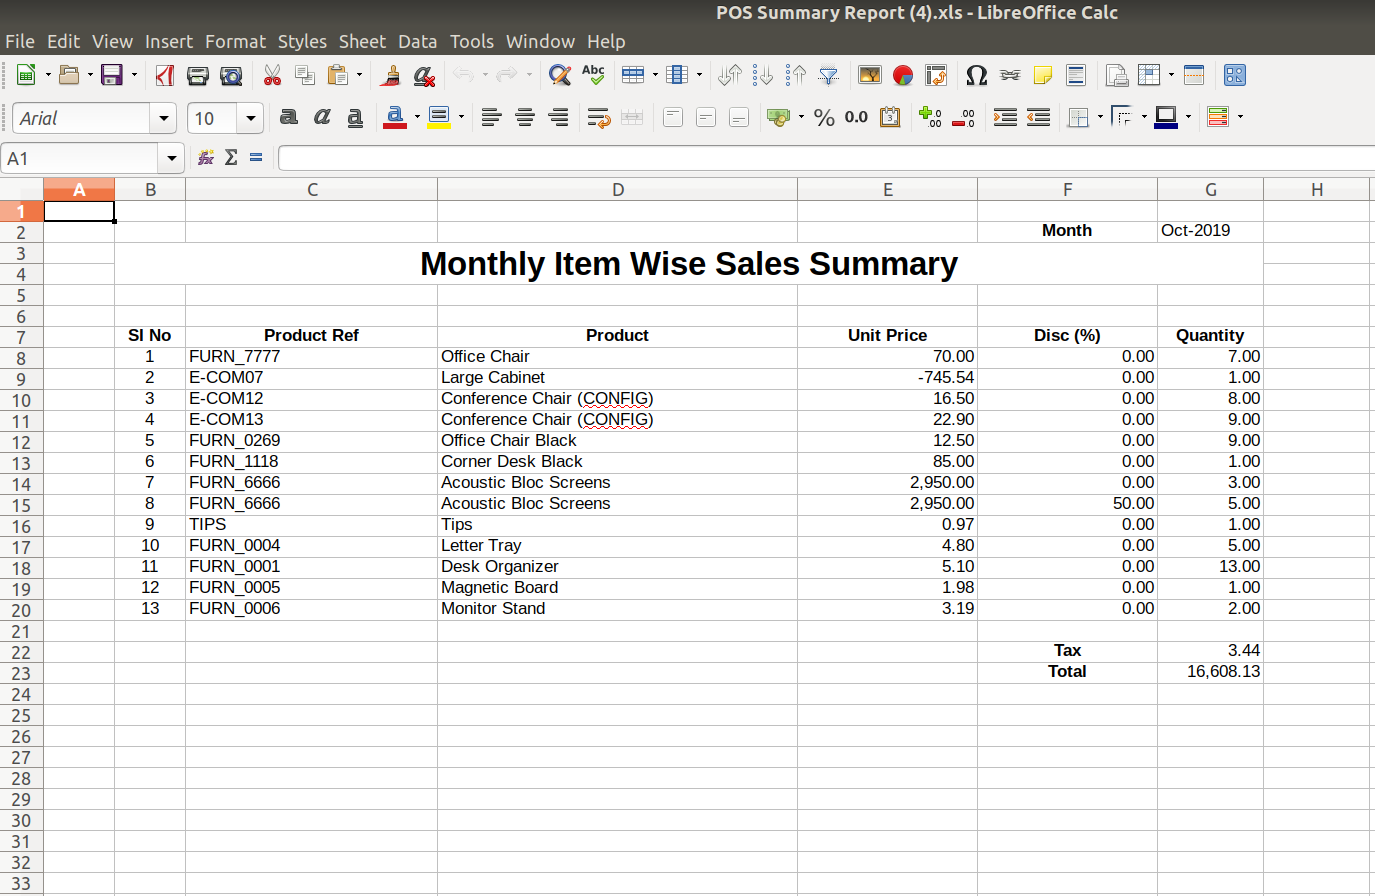 POS Summary Report (4).xls - LibreOffice Calc
File Edit View Insert Format Styles Sheet Data Tools Window Help
Arial 10
A1
A B C D E F G H
1
2 Month Oct-2019
3 Monthly Item Wise Sales Summary
4
5
6
7 SI No Product Ref Product Unit Price Disc (%) Quantity
8 1 FURN_7777 Office Chair 70.00 0.00 7.00
9 2 E-COM07 Large Cabinet -745.54 0.00 1.00
10 3 E-COM12 Conference Chair (CONFIG) 16.50 0.00 8.00
11 4 E-COM13 Conference Chair (CONFIG) 22.90 0.00 9.00
12 5 FURN_0269 Office Chair Black 12.50 0.00 9.00
13 6 FURN_1118 Corner Desk Black 85.00 0.00 1.00
14 7 FURN_6666 Acoustic Bloc Screens 2,950.00 0.00 3.00
15 8 FURN_6666 Acoustic Bloc Screens 2,950.00 50.00 5.00
16 9 TIPS Tips 0.97 0.00 1.00
17 10 FURN_0004 Letter Tray 4.80 0.00 5.00
18 11 FURN_0001 Desk Organizer 5.10 0.00 13.00
19 12 FURN_0005 Magnetic Board 1.98 0.00 1.00
20 13 FURN_0006 Monitor Stand 3.19 0.00 2.00
21
22 Tax 3.44
23 Total 16,608.13
24
25
26
27
28
29
30
31
32
33